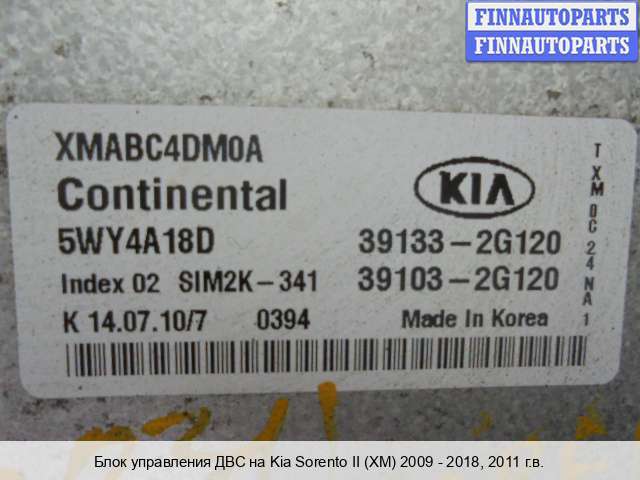 FINNAUTOPARTS
FINNAUTOPARTS
XMABC4DM0A
Continental
KIA
5WY4A18D 39133-2G120
Index 02 SIM2K-341 39103-2G120
K 14.07.10/7 0394 Made In Korea
TXM0C24NA1
Блок управления ДВС на Kia Sorento II (XM) 2009 - 2018, 2011 г.в.